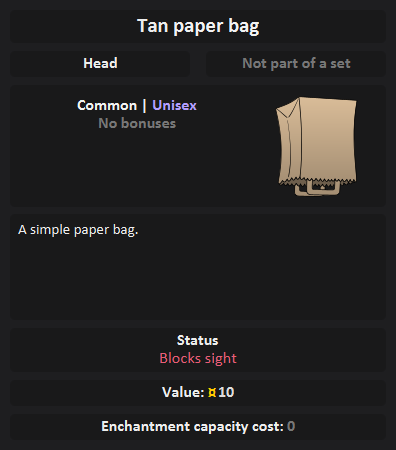 Tan paper bag
Head
Not part of a set
Common | Unisex
No bonuses
A simple paper bag.
Status
Blocks sight
Value: ¤10
Enchantment capacity cost: 0